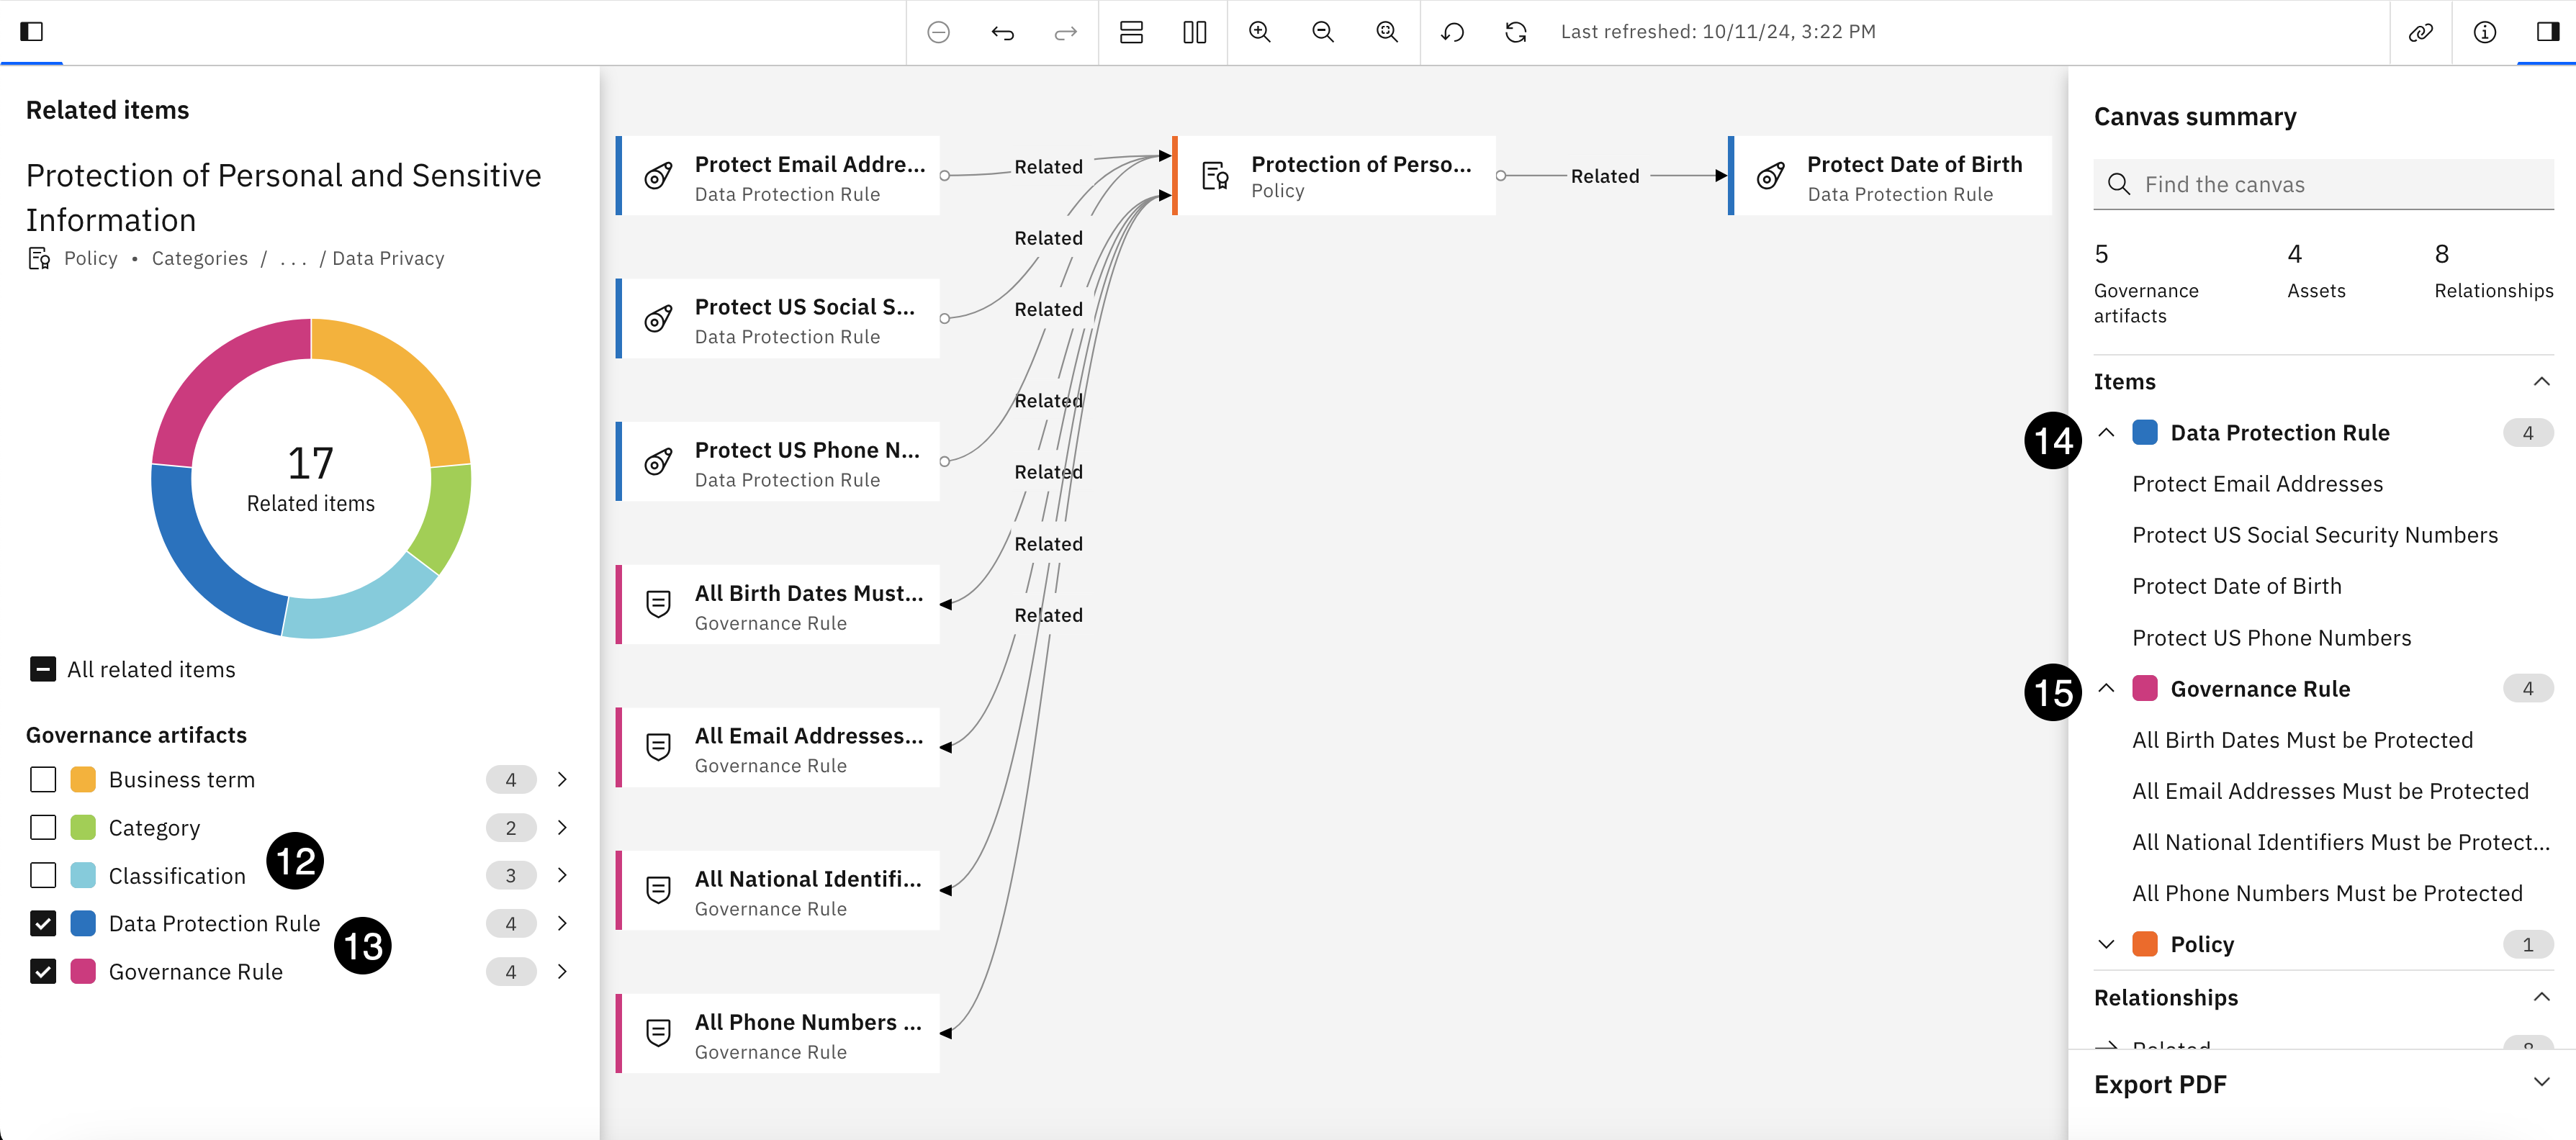 Last refreshed: 10/11/24, 3:22 PM
Related items
Protection of Personal and Sensitive
Information
Policy • Categories / ... / Data Privacy
17
Related items
All related items
Governance artifacts
Business term 4
Category 2
12
Classification 3
Data Protection Rule 4
13
Governance Rule 4
Protect Email Addre...
Data Protection Rule
Related
Protection of Perso...
Policy
Related
Protect Date of Birth
Data Protection Rule
Related
Protect US Social S...
Data Protection Rule
Related
Related
Protect US Phone N...
Data Protection Rule
Related
Related
All Birth Dates Must...
Governance Rule
Related
All Email Addresses...
Governance Rule
All National Identifi...
Governance Rule
All Phone Numbers ...
Governance Rule
Canvas summary
Find the canvas
5 4 8
Governance Assets Relationships
artifacts
Items
14
Data Protection Rule 4
Protect Email Addresses
Protect US Social Security Numbers
Protect Date of Birth
Protect US Phone Numbers
15
Governance Rule 4
All Birth Dates Must be Protected
All Email Addresses Must be Protected
All National Identifiers Must be Protect...
All Phone Numbers Must be Protected
Policy 1
Relationships
Related 8
Export PDF